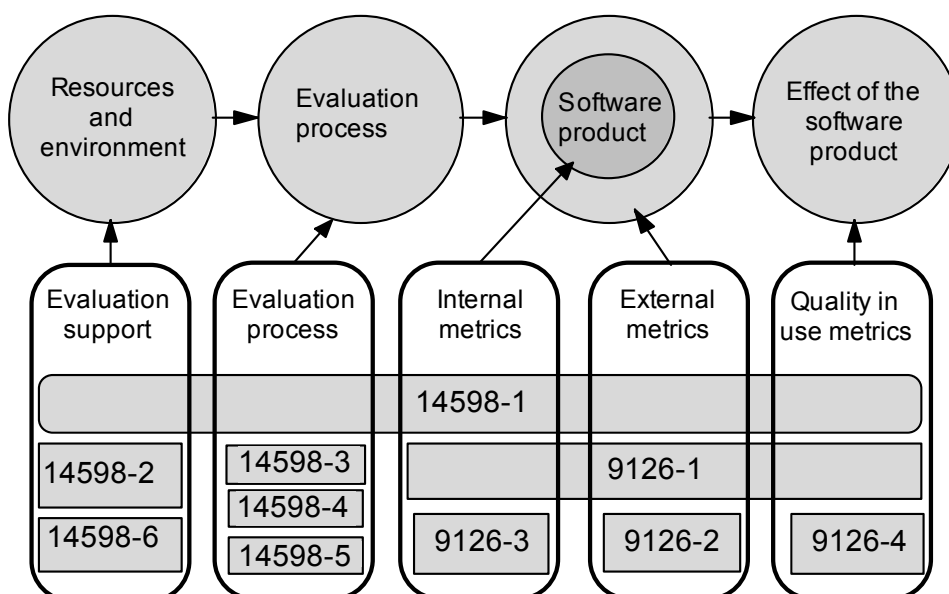 Resources
and
environment
Evaluation
process
Software
product
Effect of the
software
product
Evaluation
support
Evaluation
process
Internal
metrics
External
metrics
Quality in
use metrics
14598-1
14598-2
14598-6
14598-3
14598-4
14598-5
9126-1
9126-3
9126-2
9126-4